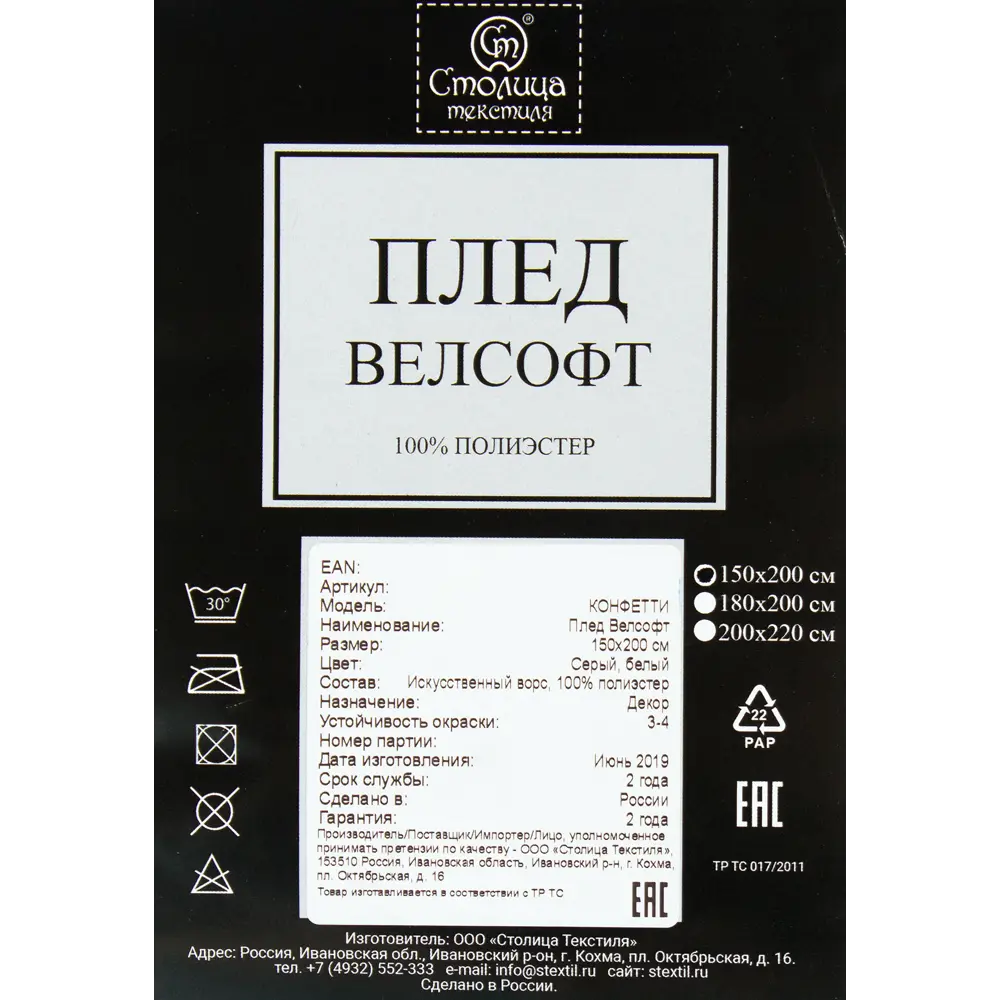 Ст ®
Столица
текстиля
ПЛЕД
ВЕЛСОФТ
100% ПОЛИЭСТЕР
EAN:
Артикул:
Модель: КОНФЕТТИ
Наименование: Плед Велсофт
Размер: 150x200 см
Цвет: Серый, белый
Состав: Искусственный ворс, 100% полиэстер
Назначение: Декор
Устойчивость окраски: 3-4
Номер партии:
Дата изготовления: Июнь 2019
Срок службы: 2 года
Сделано в: России
Гарантия: 2 года
Производитель/Поставщик/Импортер/Лицо, уполномоченное
принимать претензии по качеству - ООО «Столица Текстиля»,
153510 Россия, Ивановская область, Ивановский р-н, г. Кохма,
пл. Октябрьская, д. 16
Товар изготавливается в соответствии с ТР ТС
EAC
30°
150x200 см
180x200 см
200x220 см
22
PAP
EAC
ТР ТС 017/2011
Изготовитель: ООО «Столица Текстиля»
Адрес: Россия, Ивановская обл., Ивановский р-он, г. Кохма, пл. Октябрьская, д. 16.
тел. +7 (4932) 552-333 e-mail: info@stextil.ru сайт: stextil.ru
Сделано в России.